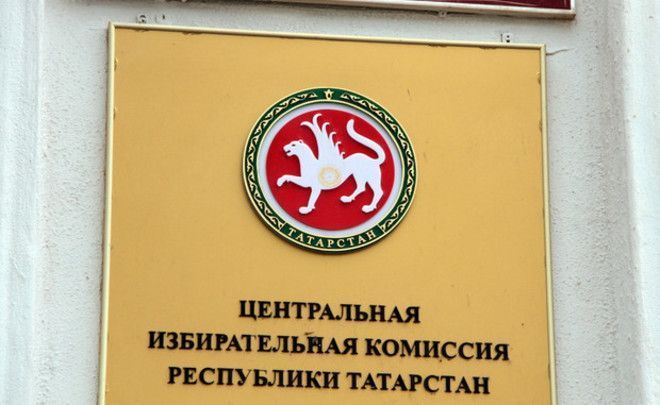 ТАТАРСТАН
ЦЕНТРАЛЬНАЯ
ИЗБИРАТЕЛЬНАЯ КОМИССИЯ
РЕСПУБЛИКИ ТАТАРСТАН